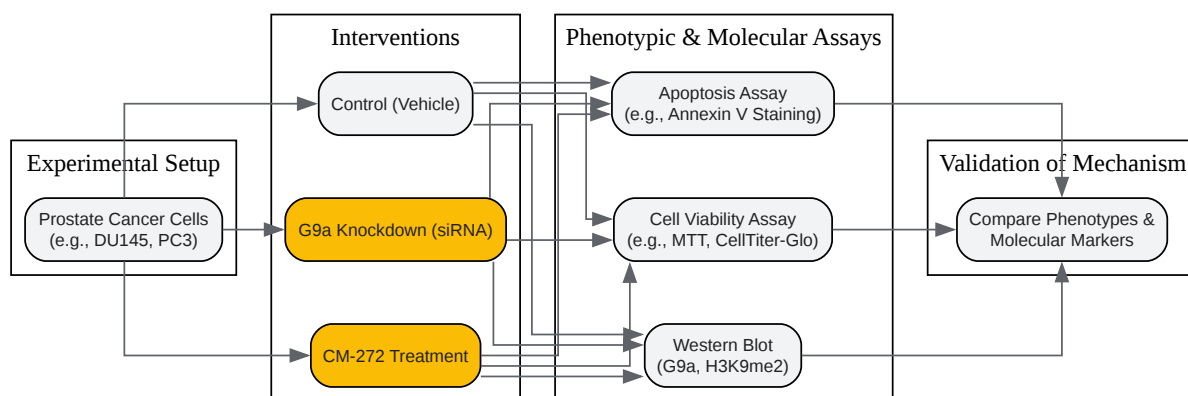 Interventions
Phenotypic & Molecular Assays
Control (Vehicle)
Apoptosis Assay
(e.g., Annexin V Staining)
Experimental Setup
Validation of Mechanism
Prostate Cancer Cells
(e.g., DU145, PC3)
G9a Knockdown (siRNA)
Cell Viability Assay
(e.g., MTT, CellTiter-Glo)
Compare Phenotypes &
Molecular Markers
CM-272 Treatment
Western Blot
(G9a, H3K9me2)